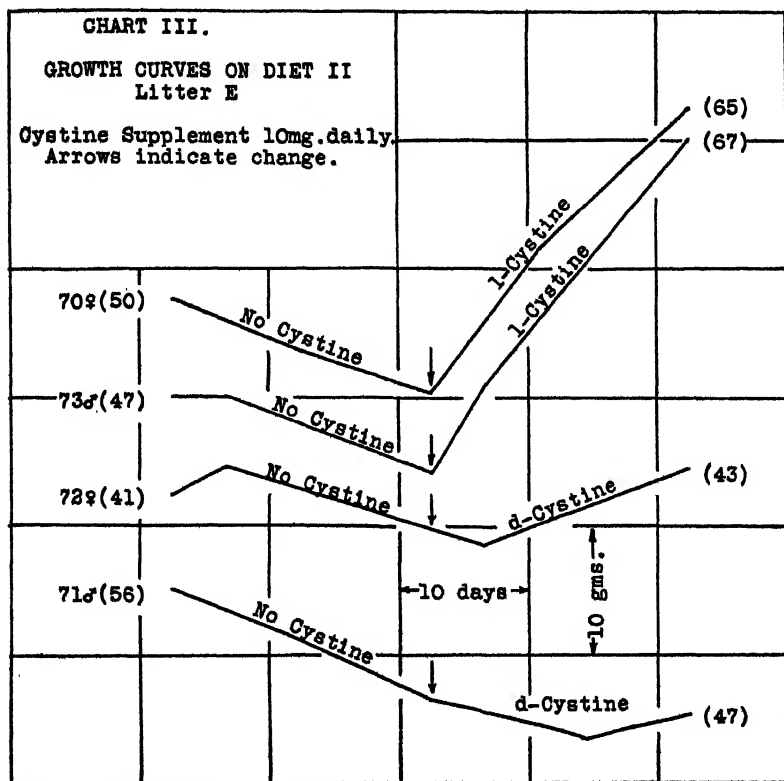 CHART III.
GROWTH CURVES ON DIET II
Litter E
Cystine Supplement 10mg.daily.
Arrows indicate change.
(65)
(67)
l-Cystine
l-Cystine
70♀(50)
No Cystine
73♂(47)
No Cystine
72♀(41)
No Cystine
d-Cystine
(43)
10 days
10 gms.
71♂(56)
No Cystine
d-Cystine
(47)